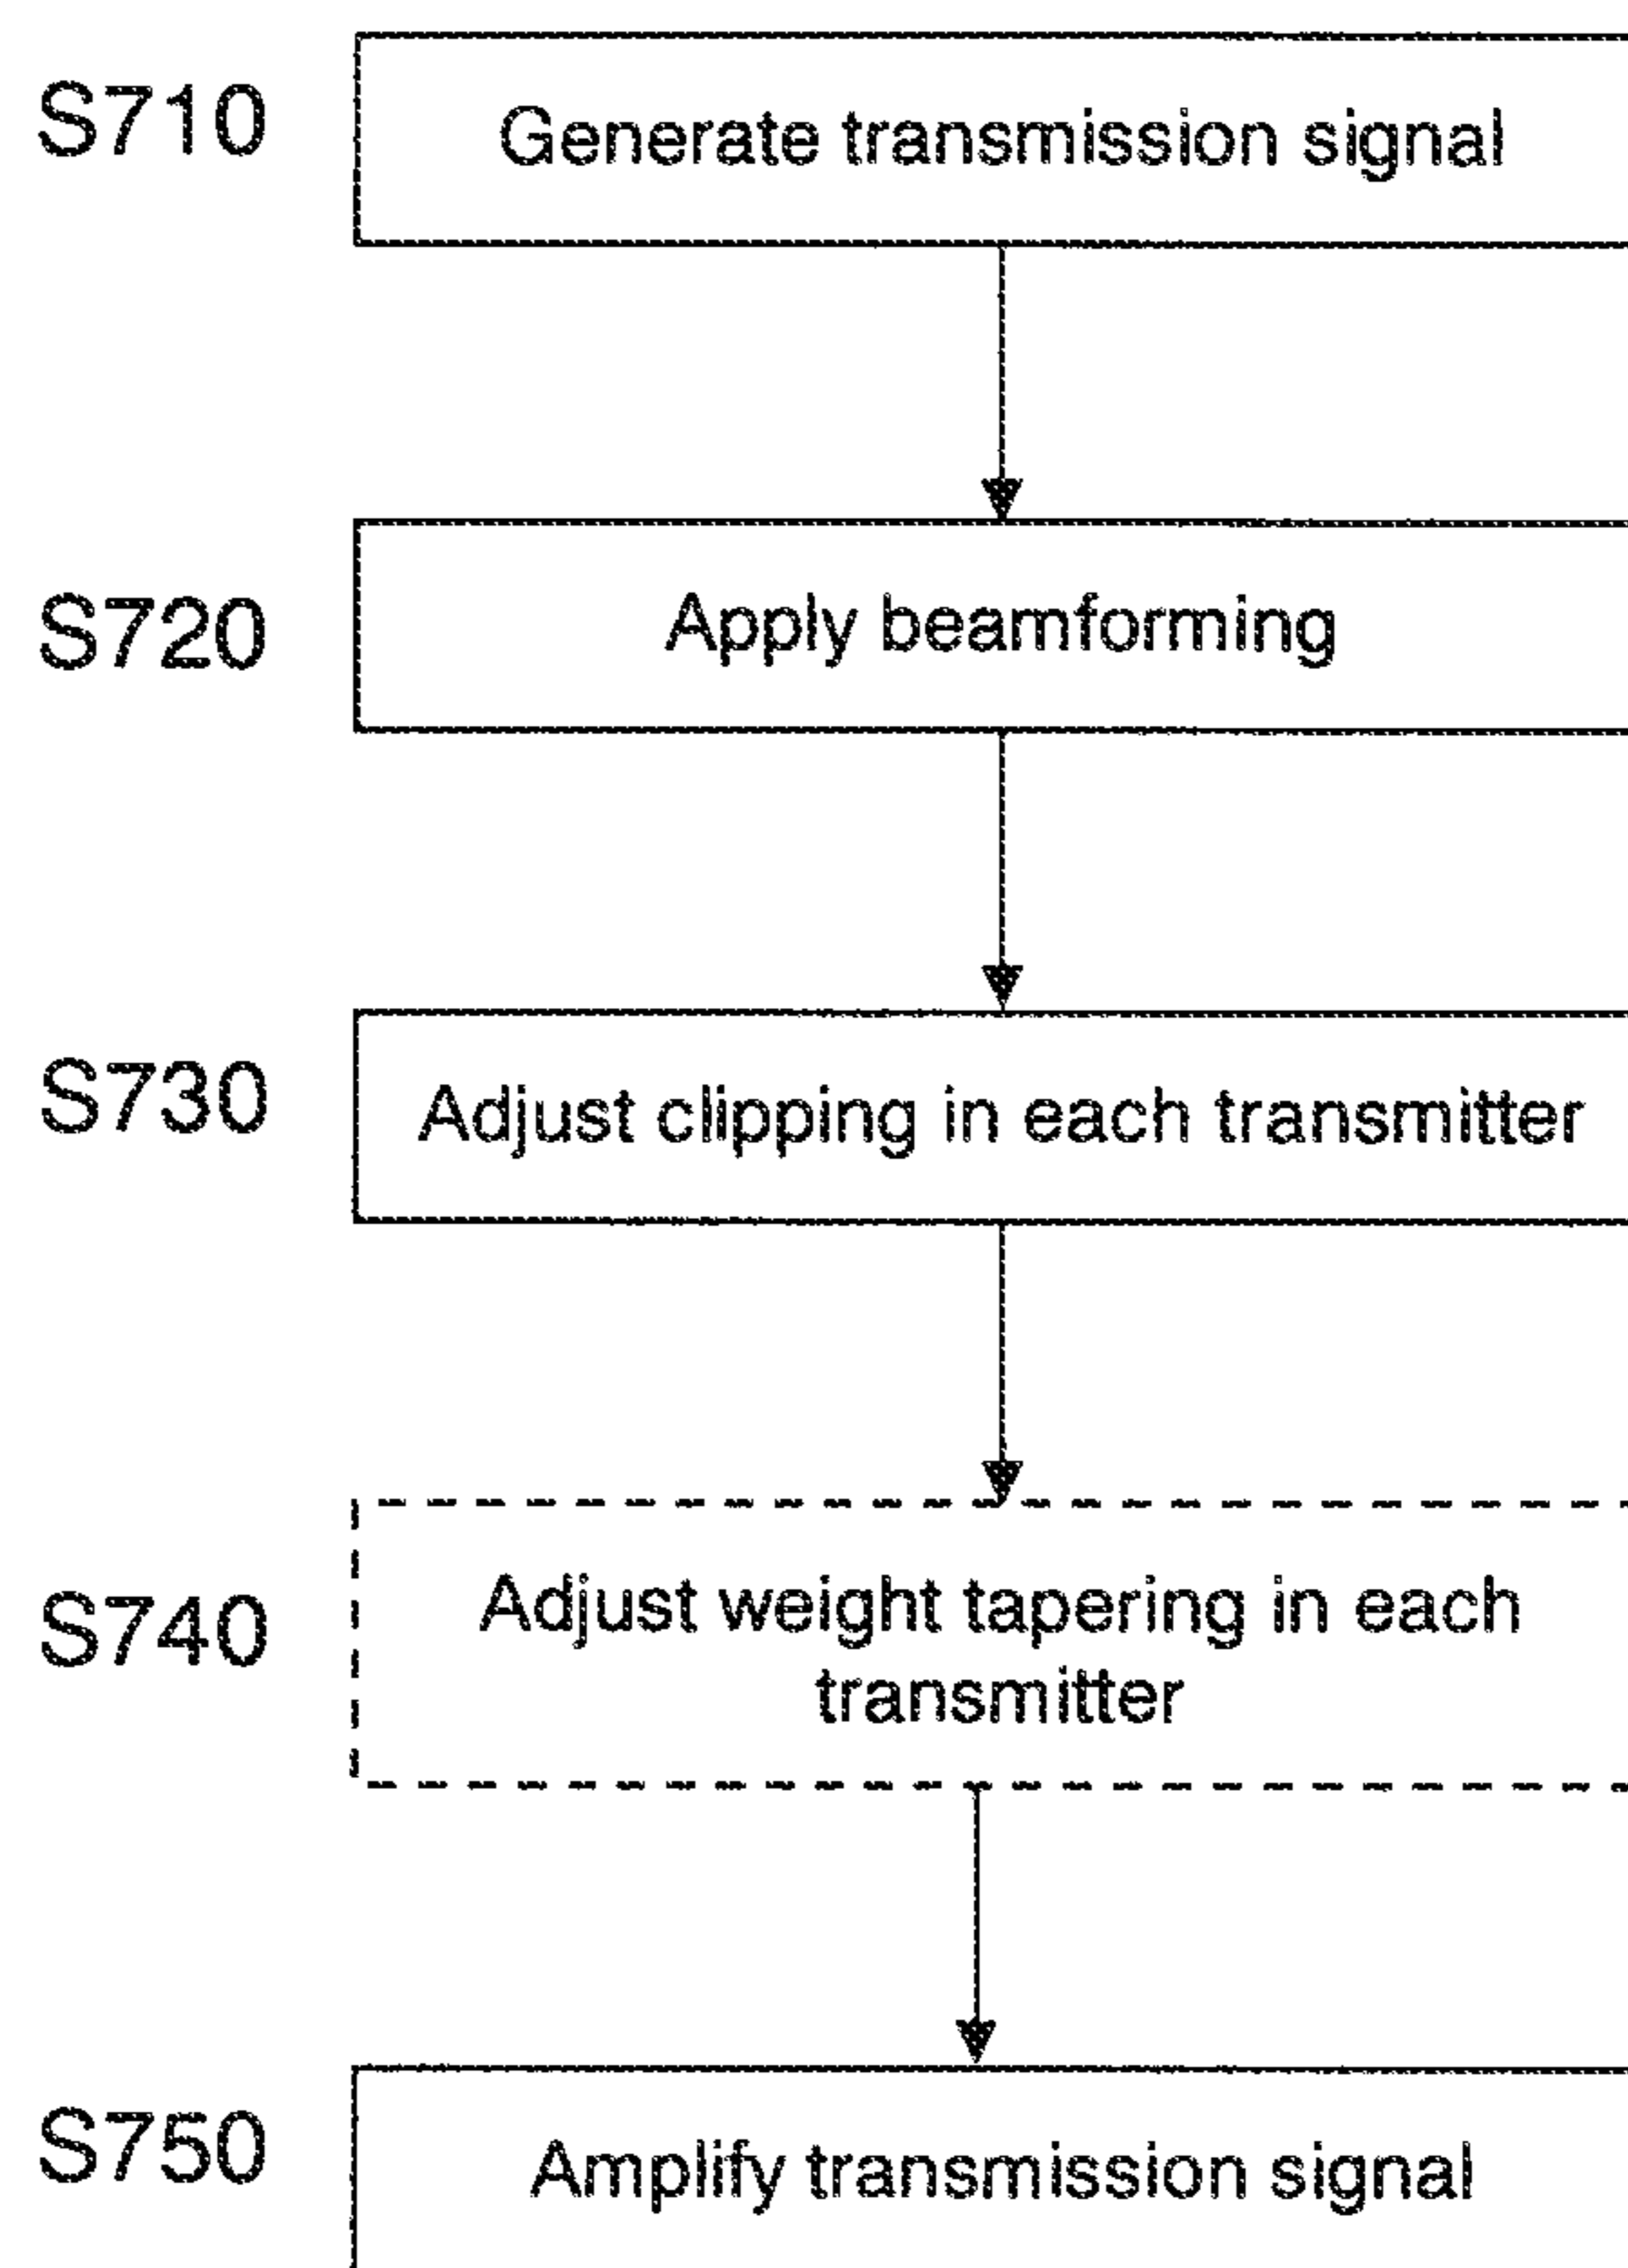 S710
Generate transmission signal
S720
Apply beamforming
S730
Adjust clipping in each transmitter
S740
Adjust weight tapering in each
transmitter
S750
Amplify transmission signal